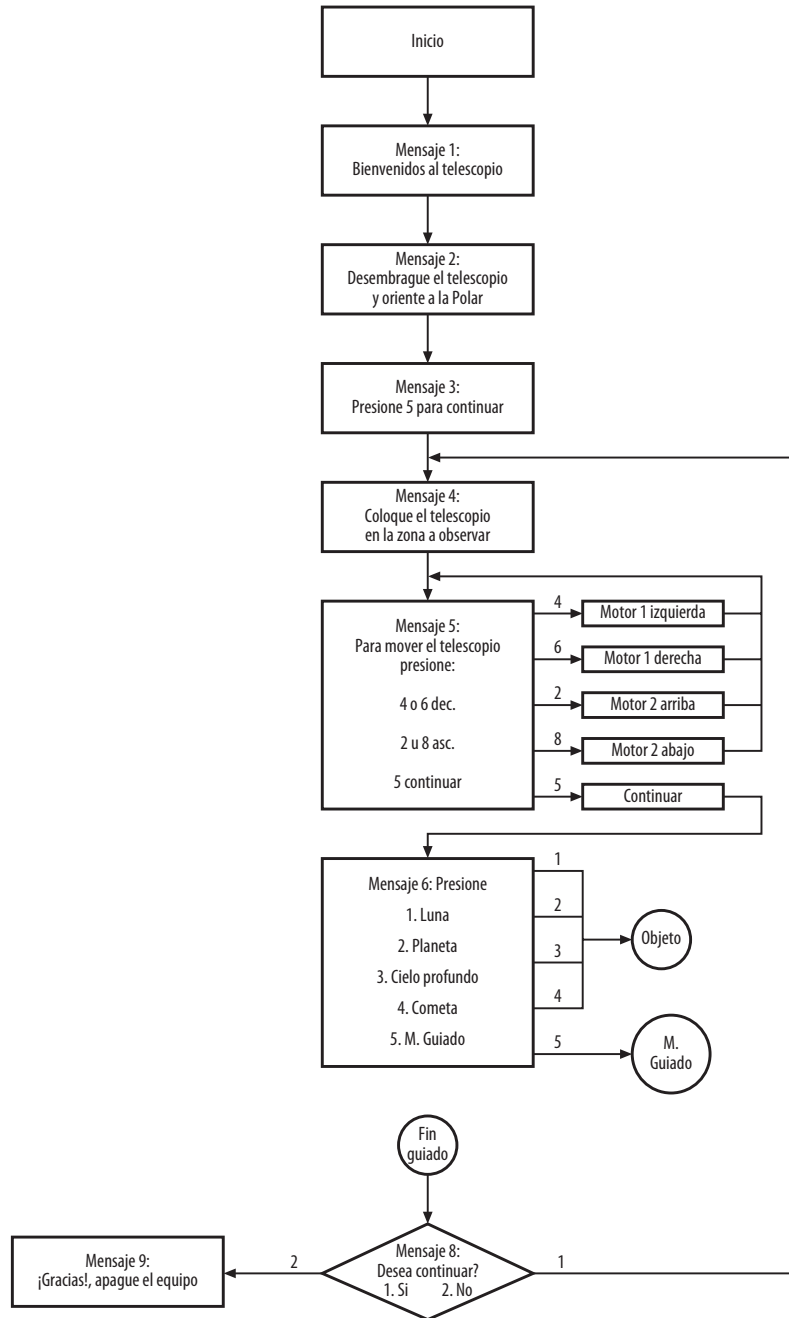 Inicio
Mensaje 1:
Bienvenidos al telescopio
Mensaje 2:
Desembrague el telescopio
y oriente a la Polar
Mensaje 3:
Presione 5 para continuar
Mensaje 4:
Coloque el telescopio
en la zona a observar
Mensaje 5:
Para mover el telescopio
presione:
4 o 6 dec.
2 u 8 asc.
5 continuar
4
Motor 1 izquierda
6
Motor 1 derecha
2
Motor 2 arriba
8
Motor 2 abajo
5
Continuar
Mensaje 6: Presione
1. Luna
2. Planeta
3. Cielo profundo
4. Cometa
5. M. Guiado
1
2
3
4
Objeto
5
M.
Guiado
Fin
guiado
Mensaje 8:
Desea continuar?
1. Si 2. No
2
Mensaje 9:
¡Gracias!, apague el equipo
1